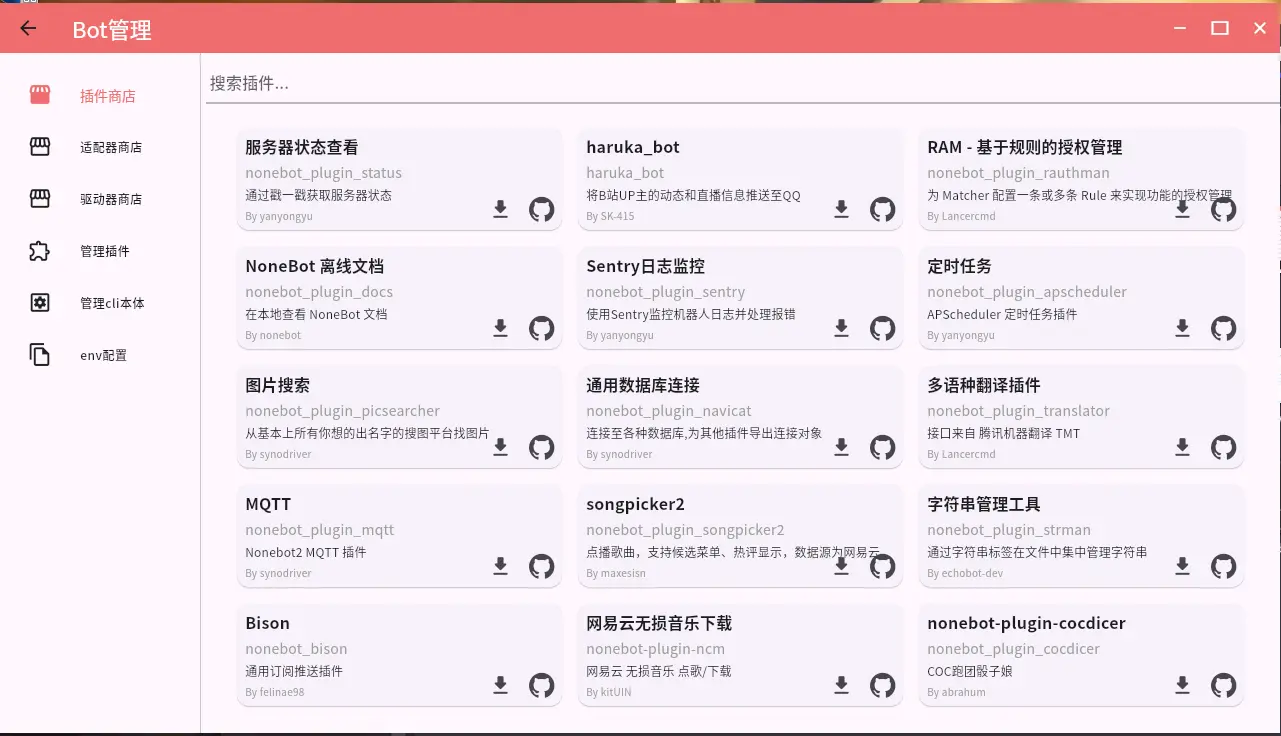 Bot管理
插件商店
适配器商店
驱动器商店
管理插件
管理cli本体
env配置
搜索插件...
服务器状态查看
nonebot_plugin_status
通过戳一戳获取服务器状态
By yanyongyu
haruka_bot
haruka_bot
将B站UP主的动态和直播信息推送至QQ
By SK-415
RAM - 基于规则的授权管理
nonebot_plugin_rauthman
为 Matcher 配置一条或多条 Rule 来实现功能的授权管理
By Lancercmd
NoneBot 离线文档
nonebot_plugin_docs
在本地查看 NoneBot 文档
By nonebot
Sentry日志监控
nonebot_plugin_sentry
使用Sentry监控机器人日志并处理报错
By yanyongyu
定时任务
nonebot_plugin_apscheduler
APScheduler 定时任务插件
By yanyongyu
图片搜索
nonebot_plugin_picsearcher
从基本上所有你想的出名字的搜图平台找图片
By synodriver
通用数据库连接
nonebot_plugin_navicat
连接至各种数据库,为其他插件导出连接对象
By synodriver
多语种翻译插件
nonebot_plugin_translator
接口来自 腾讯机器翻译 TMT
By Lancercmd
MQTT
nonebot_plugin_mqtt
Nonebot2 MQTT 插件
By synodriver
songpicker2
nonebot_plugin_songpicker2
点播歌曲，支持候选菜单、热评显示，数据源为网易云
By maxesisn
字符串管理工具
nonebot_plugin_strman
通过字符串标签在文件中集中管理字符串
By echobot-dev
Bison
nonebot_bison
通用订阅推送插件
By felinae98
网易云无损音乐下载
nonebot-plugin-ncm
网易云 无损音乐 点歌/下载
By kitUIN
nonebot-plugin-cocdicer
nonebot_plugin_cocdicer
COC跑团骰子娘
By abrahum